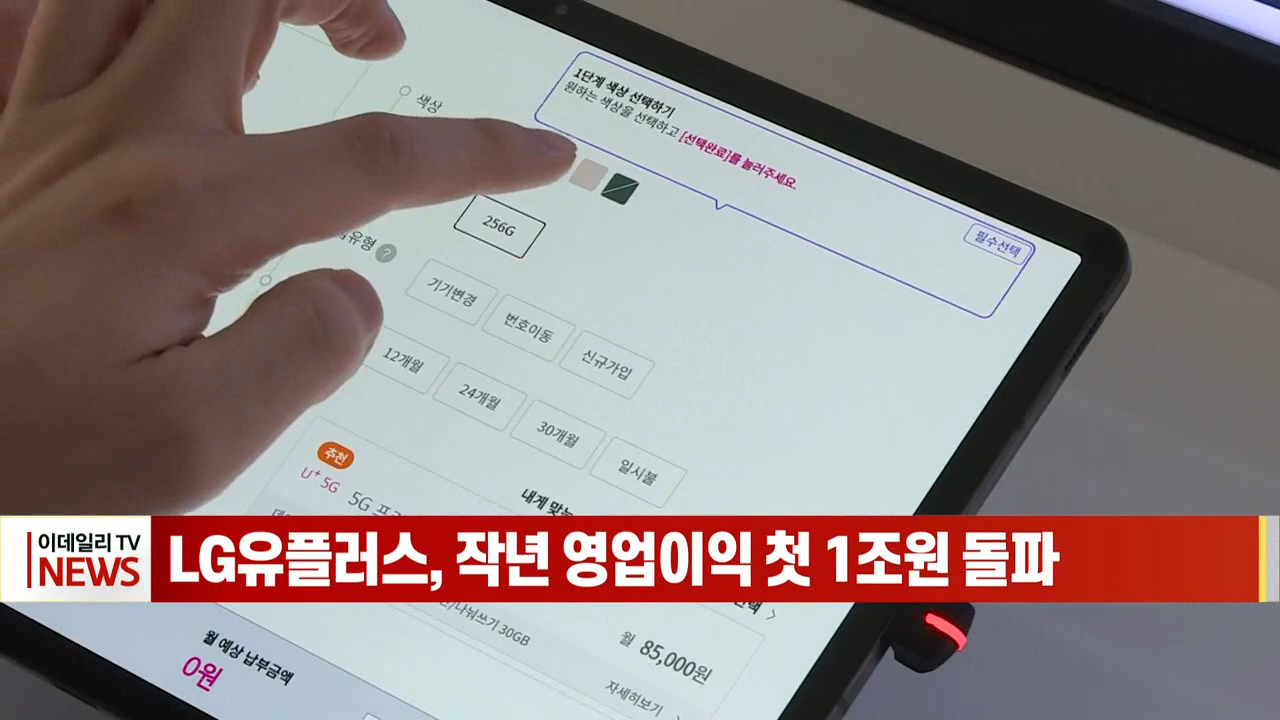 1단계 색상 선택하기
원하는 색상을 선택하고 [선택완료]를 눌러주세요.
필수선택
색상
256G
유형 ?
기기변경 번호이동 신규가입
12개월 24개월 30개월 일시불
추천
U+ 5G 5G
내게 맞는
이데일리 TV
NEWS
LG유플러스, 작년 영업이익 첫 1조원 돌파
나눠쓰기 30GB
월 85,000원
자세히보기
월 예상 납부금액
0원